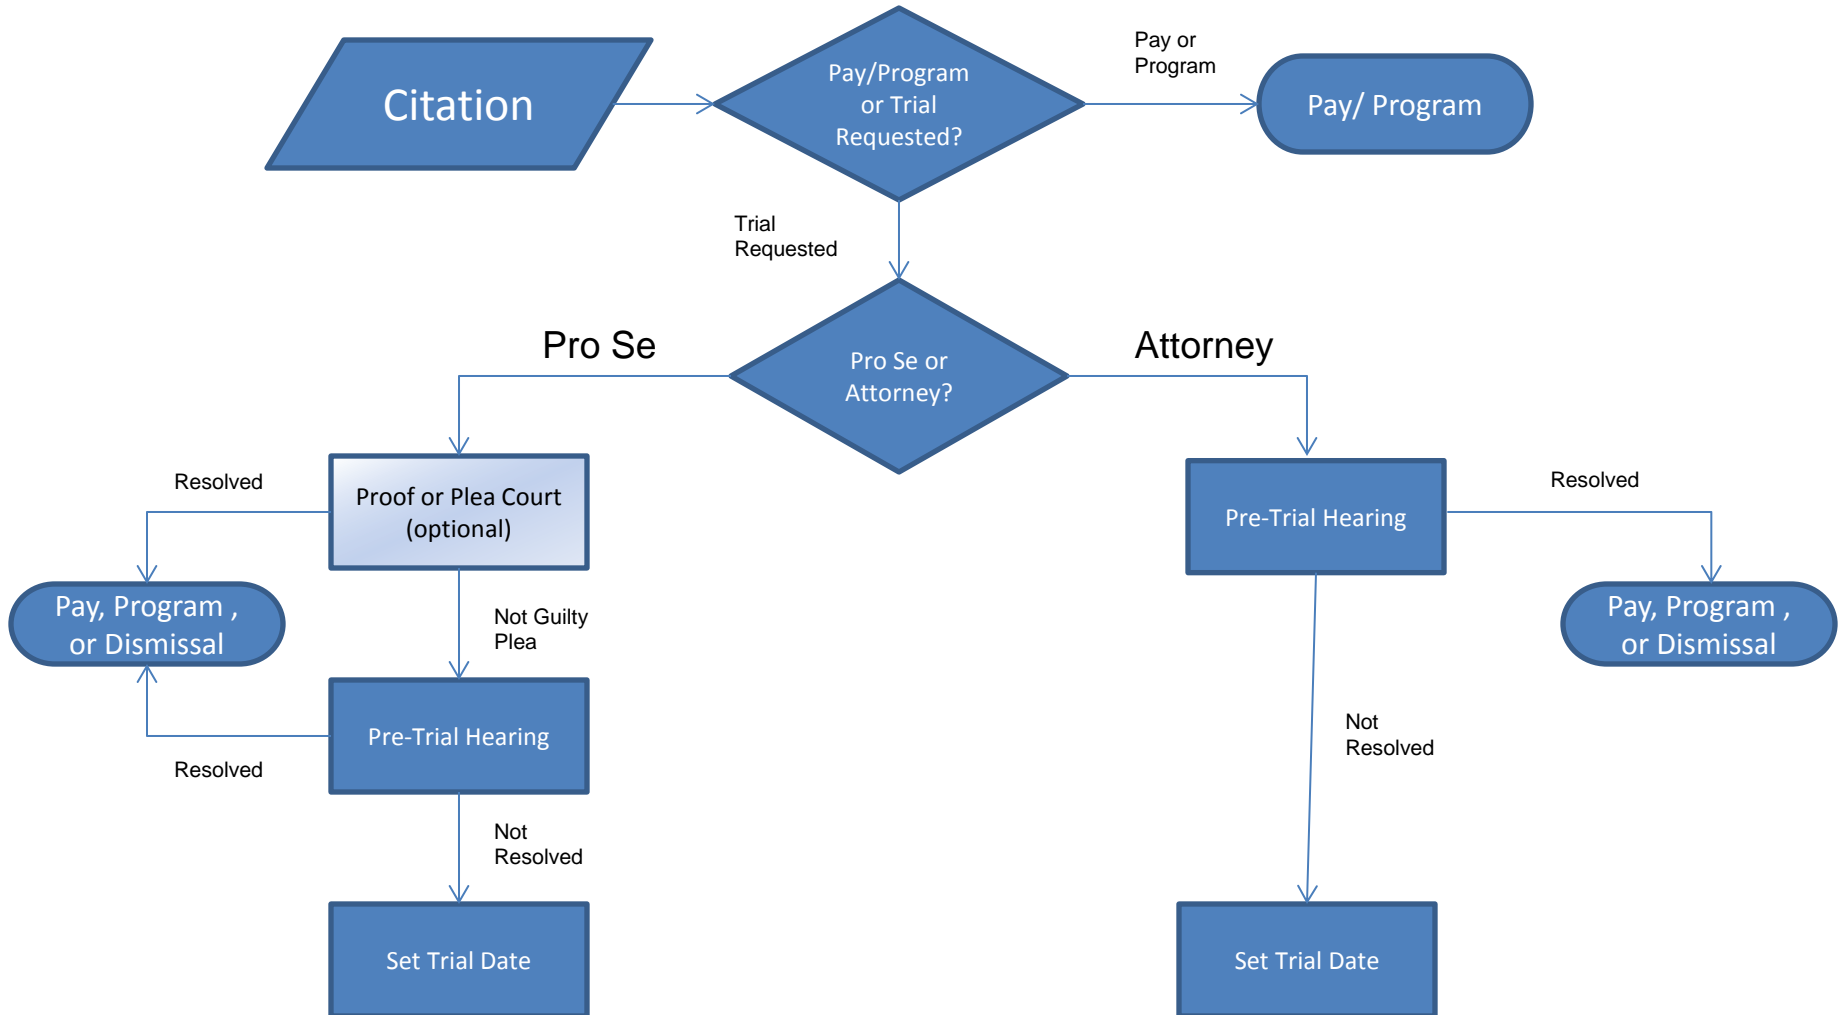 Citation
Pay/Program
or Trial
Requested?
Pay or
Program
Pay/ Program
Trial
Requested
Pro Se
Pro Se or
Attorney?
Attorney
Resolved
Proof or Plea Court
(optional)
Pre-Trial Hearing
Resolved
Pay, Program ,
or Dismissal
Not Guilty
Plea
Pay, Program ,
or Dismissal
Pre-Trial Hearing
Resolved
Not
Resolved
Not
Resolved
Set Trial Date
Set Trial Date